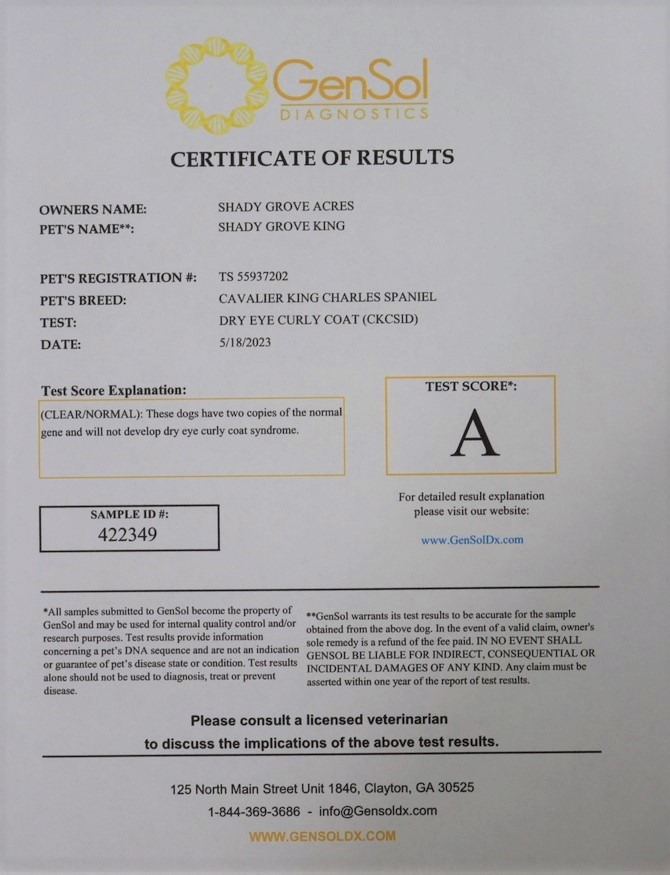 GenSol
DIAGNOSTICS
CERTIFICATE OF RESULTS
OWNERS NAME: SHADY GROVE ACRES
PET'S NAME**: SHADY GROVE KING
PET'S REGISTRATION #: TS 55937202
PET'S BREED: CAVALIER KING CHARLES SPANIEL
TEST: DRY EYE CURLY COAT (CKCSID)
DATE: 5/18/2023
Test Score Explanation:
(CLEAR/NORMAL): These dogs have two copies of the normal
gene and will not develop dry eye curly coat syndrome.
TEST SCORE*:
A
SAMPLE ID #:
422349
For detailed result explanation
please visit our website:
www.GenSolDx.com
*All samples submitted to GenSol become the property of
GenSol and may be used for internal quality control and/or
research purposes. Test results provide information
concerning a pet's DNA sequence and are not an indication
or guarantee of pet's disease state or condition. Test results
alone should not be used to diagnosis, treat or prevent
disease.
**GenSol warrants its test results to be accurate for the sample
obtained from the above dog. In the event of a valid claim, owner's
sole remedy is a refund of the fee paid. IN NO EVENT SHALL
GENSOL BE LIABLE FOR INDIRECT, CONSEQUENTIAL OR
INCIDENTAL DAMAGES OF ANY KIND. Any claim must be
asserted within one year of the report of test results.
Please consult a licensed veterinarian
to discuss the implications of the above test results.
125 North Main Street Unit 1846, Clayton, GA 30525
1-844-369-3686 - info@Gensoldx.com
WWW.GENSOLDX.COM